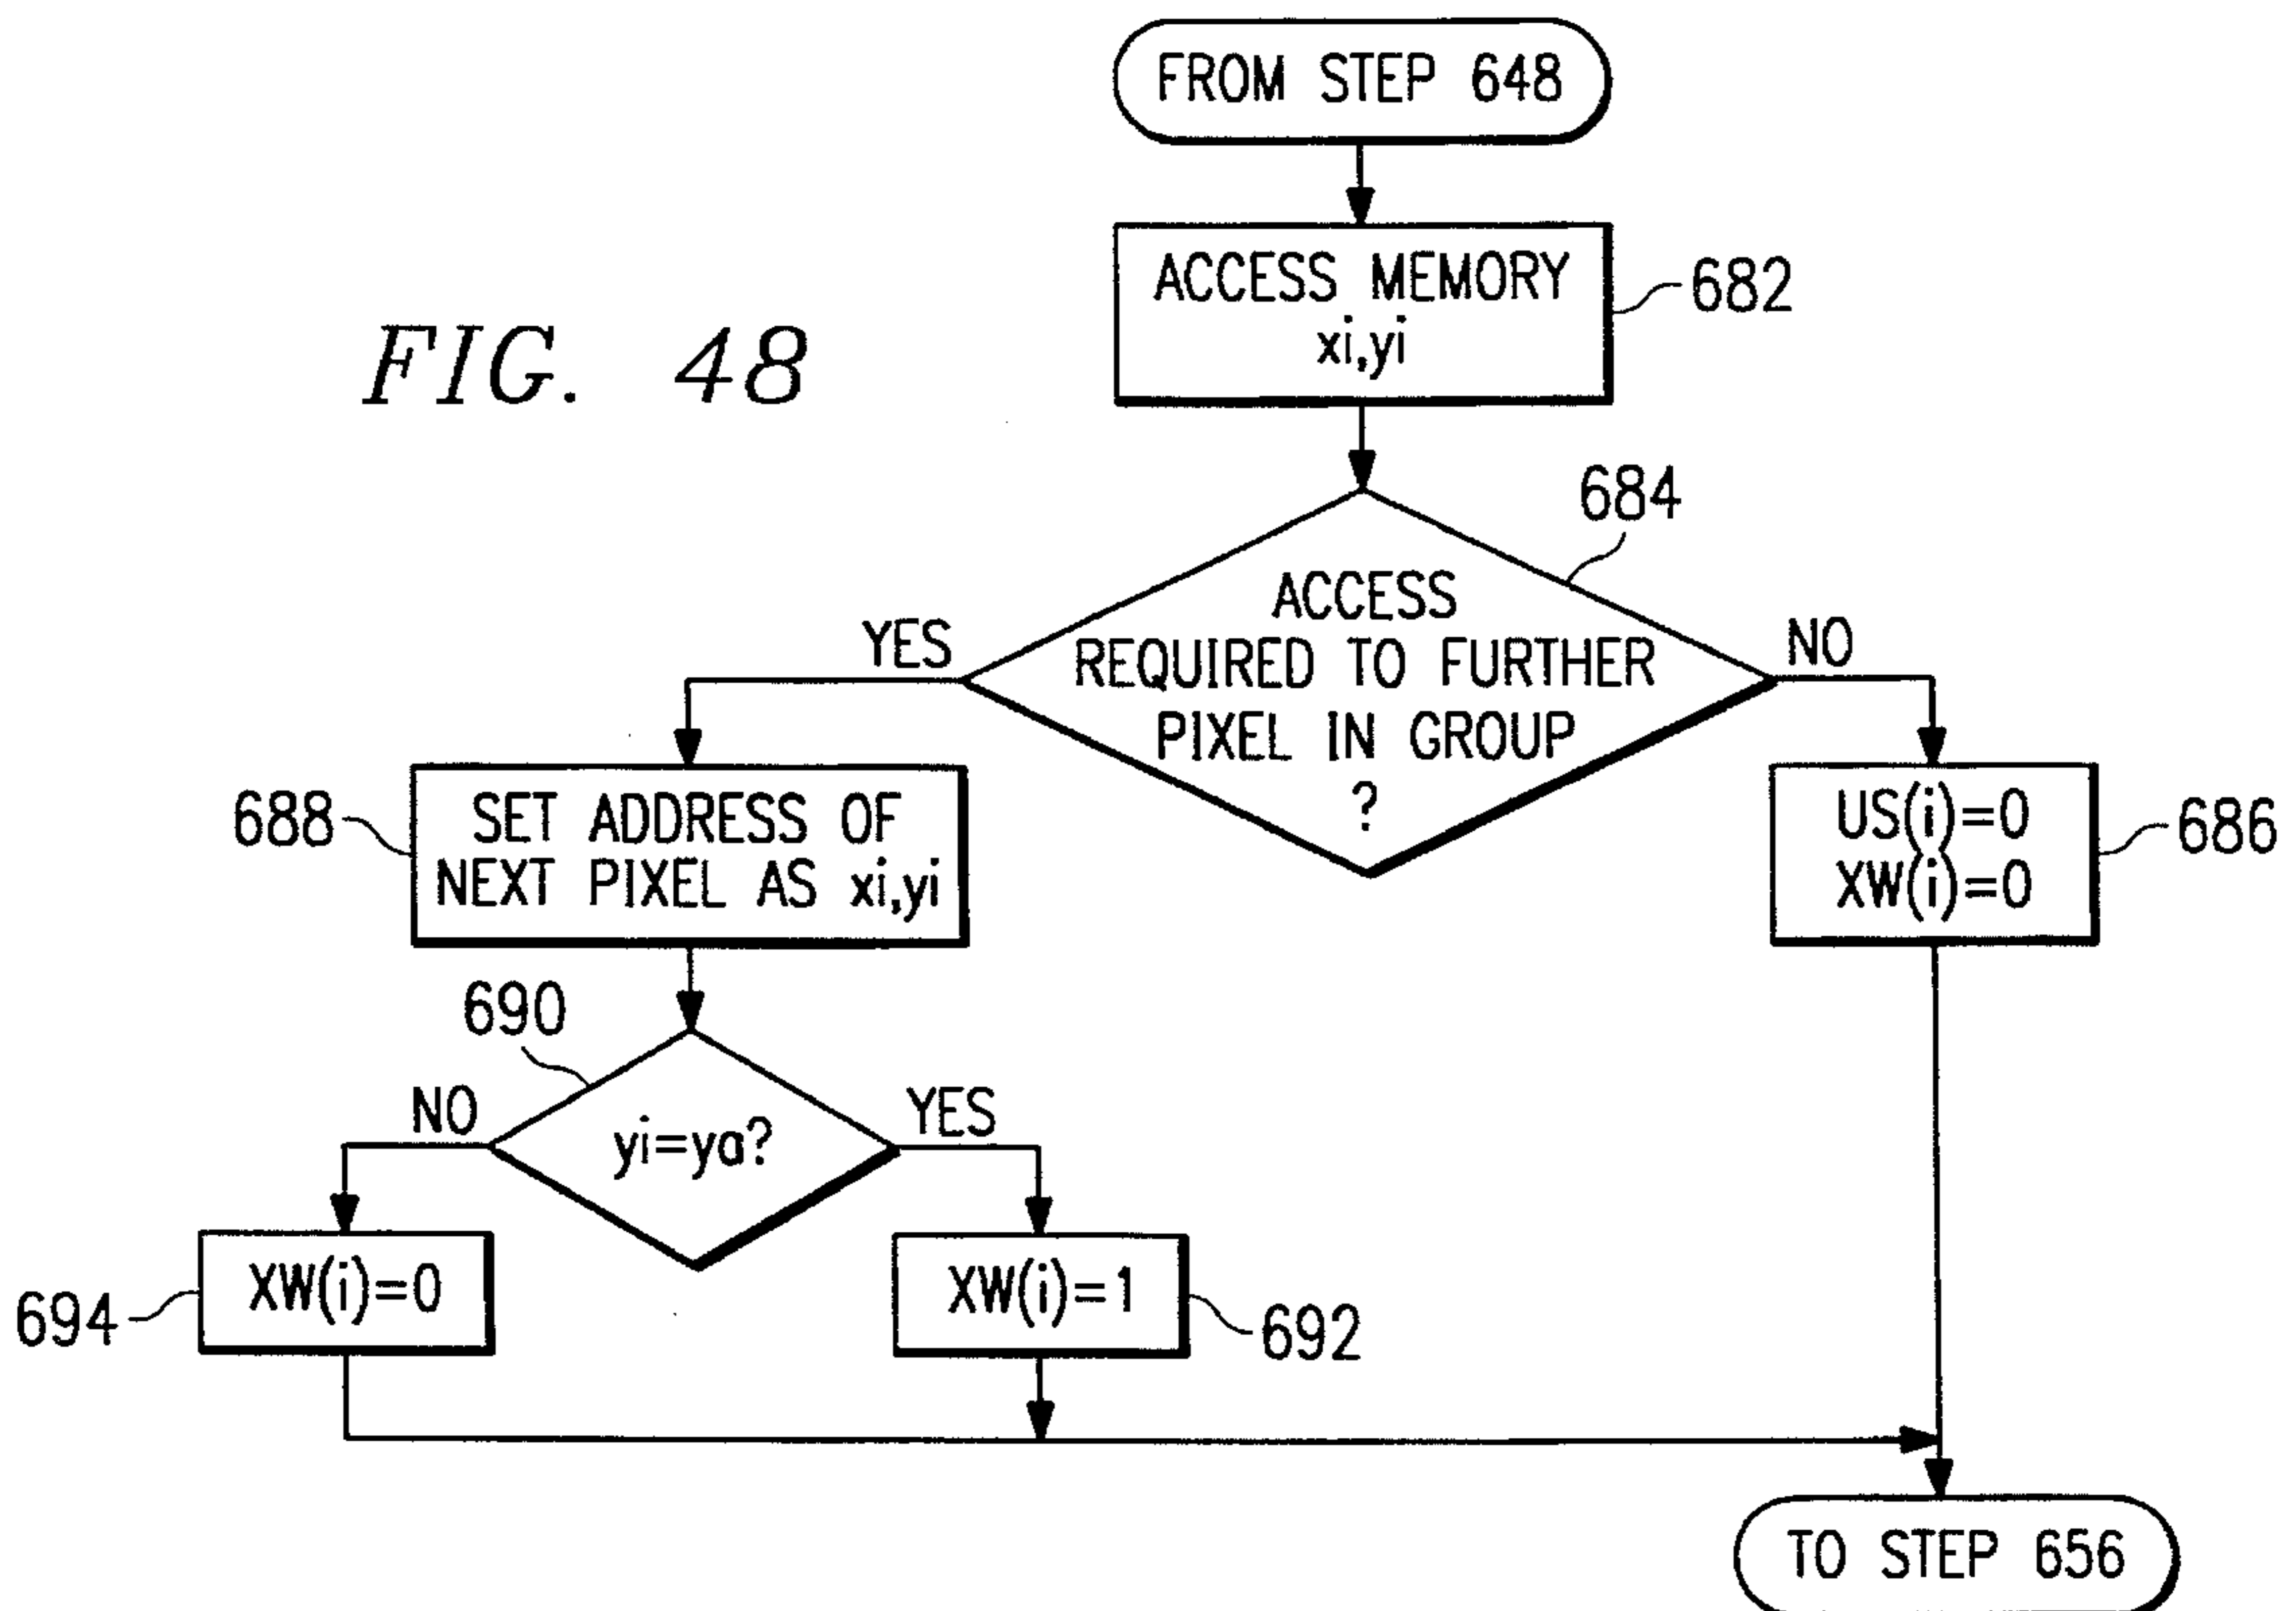 FROM STEP 648
ACCESS MEMORY
xi,yi
682
FIG. 48
684
ACCESS
REQUIRED TO FURTHER
PIXEL IN GROUP
?
YES
NO
688
SET ADDRESS OF
NEXT PIXEL AS xi,yi
US(i)=0
XW(i)=0
686
690
yi=ya?
NO
YES
XW(i)=0
694
XW(i)=1
692
TO STEP 656